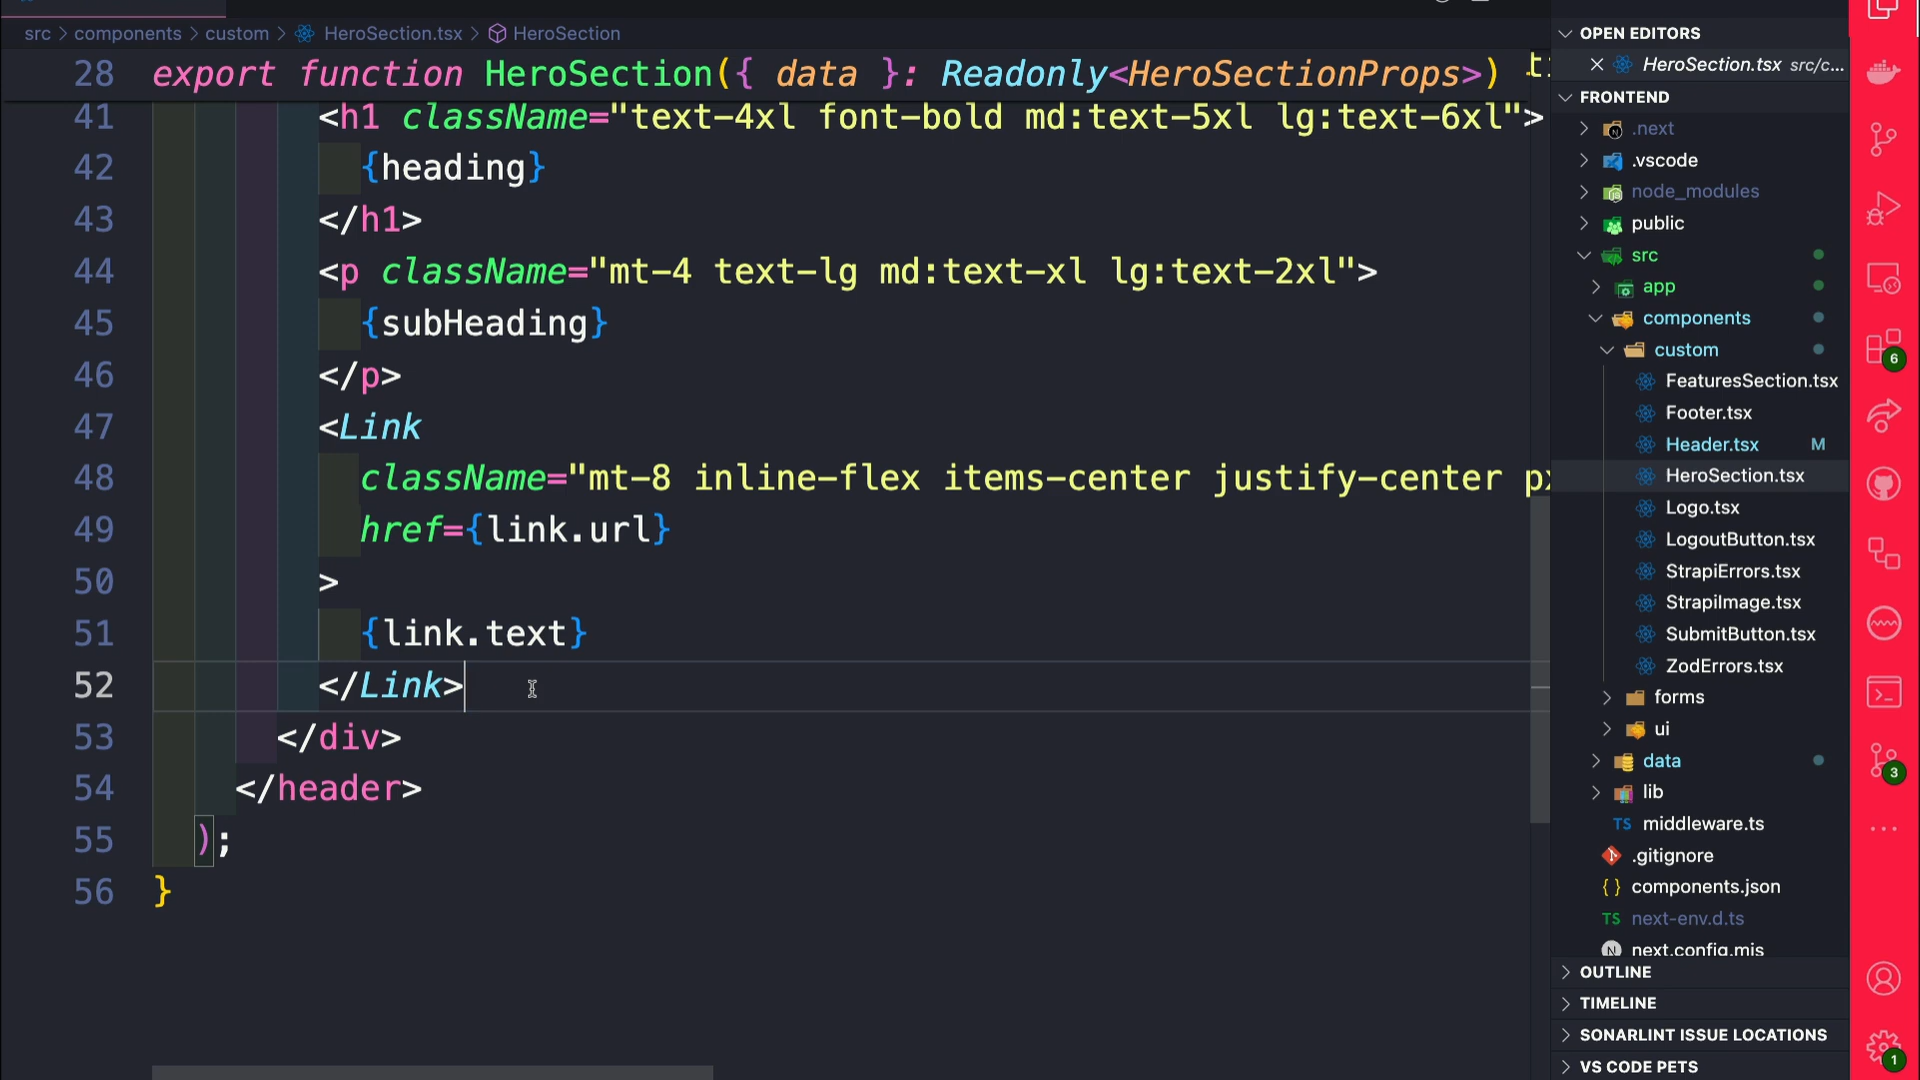 src > components > custom > HeroSection.tsx > HeroSection
28 export function HeroSection({ data }: Readonly<HeroSectionProps>)
41 <h1 className="text-4xl font-bold md:text-5xl lg:text-6xl">
42 {heading}
43 </h1>
44 <p className="mt-4 text-lg md:text-xl lg:text-2xl">
45 {subHeading}
46 </p>
47 <Link
48 className="mt-8 inline-flex items-center justify-center px
49 href={link.url}
50 >
51 {link.text}
52 </Link>
53 </div>
54 </header>
55 );
56 }
OPEN EDITORS
HeroSection.tsx src/c...
FRONTEND
.next
.vscode
node_modules
public
src
app
components
custom
FeaturesSection.tsx
Footer.tsx
Header.tsx M
HeroSection.tsx
Logo.tsx
LogoutButton.tsx
StrapiErrors.tsx
StrapiImage.tsx
SubmitButton.tsx
ZodErrors.tsx
forms
ui
data
lib
TS middleware.ts
.gitignore
{ } components.json
TS next-env.d.ts
N next.config.mjs
OUTLINE
TIMELINE
SONARLINT ISSUE LOCATIONS
VS CODE PETS
6
3
1